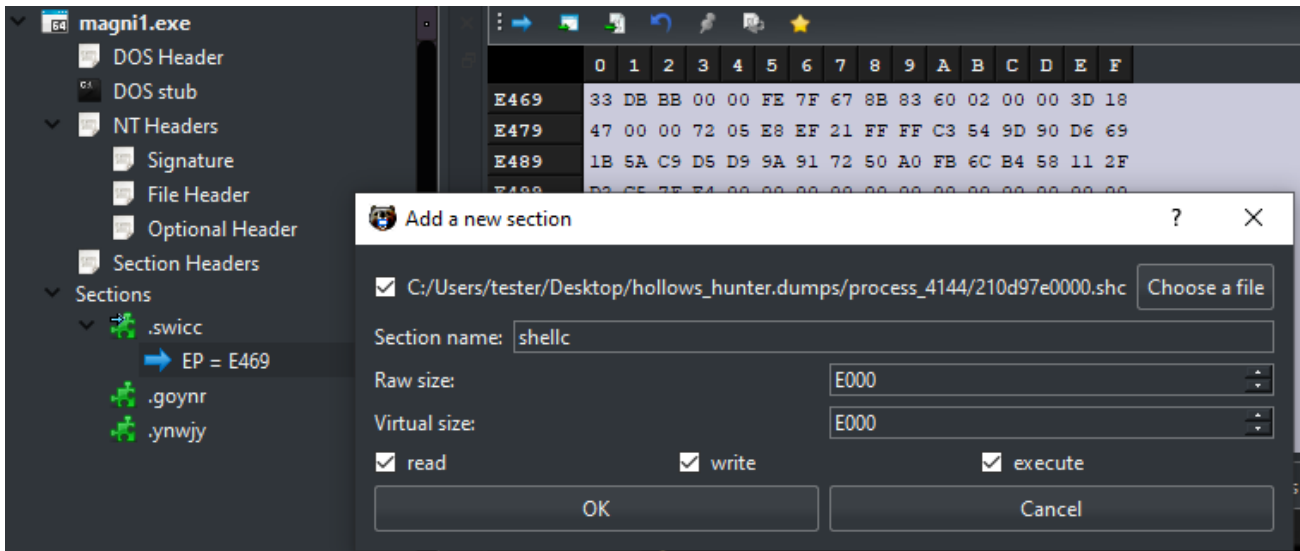 magni1.exe
DOS Header
DOS stub
NT Headers
Signature
File Header
Optional Header
Section Headers
Sections
.swicc
EP = E469
.goynr
.ynwjy
0 1 2 3 4 5 6 7 8 9 A B C D E F
E469 33 DB BB 00 00 FE 7F 67 8B 83 60 02 00 00 3D 18
E479 47 00 00 72 05 E8 EF 21 FF FF C3 54 9D 90 D6 69
E489 1B 5A C9 D5 D9 9A 91 72 50 A0 FB 6C B4 58 11 2F
Add a new section
? ×
C:/Users/tester/Desktop/hollows_hunter.dumps/process_4144/210d97e0000.shc Choose a file
Section name: shellc
Raw size: E000
Virtual size: E000
read write execute
OK Cancel